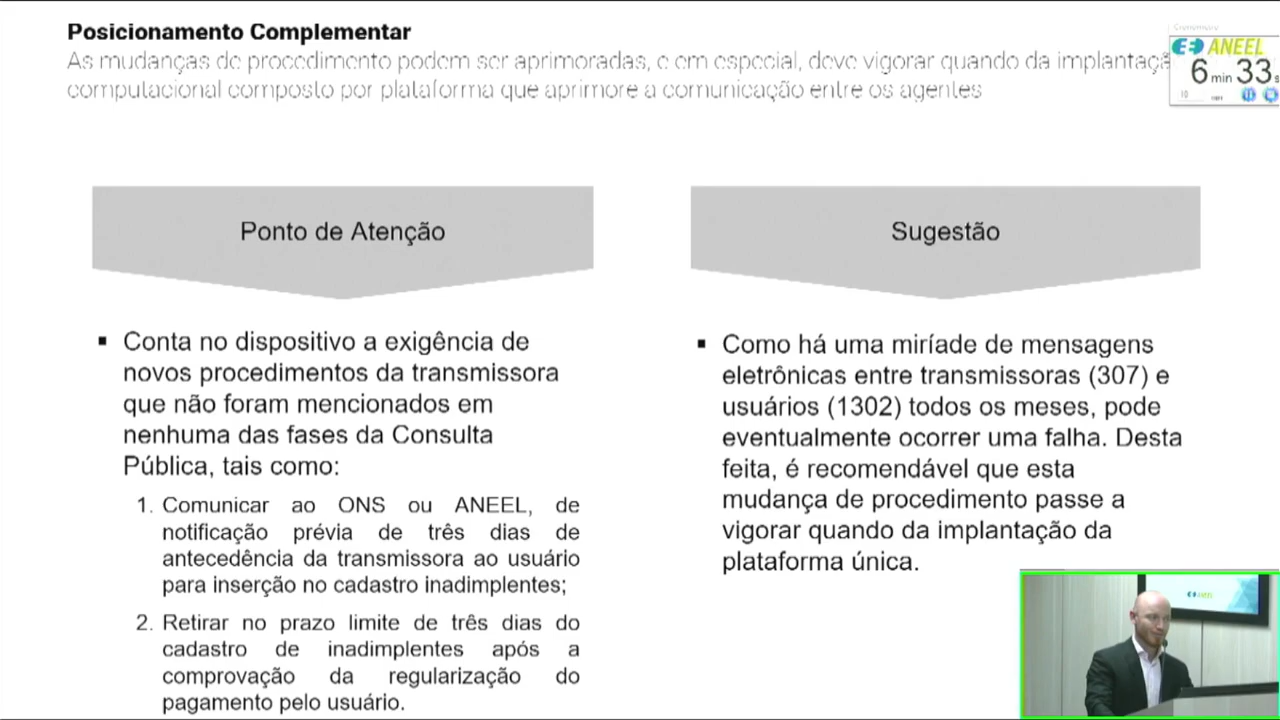 Posicionamento Complementar
As mudanças de procedimento podem ser aprimoradas, e em especial, deve vigorar quando da implantaçã
computacional composto por plataforma que aprimore a comunicação entre os agentes
ANEEL
6 min 33 s
10
Ponto de Atenção
Sugestão
▪ Conta no dispositivo a exigência de
novos procedimentos da transmissora
que não foram mencionados em
nenhuma das fases da Consulta
Pública, tais como:
1. Comunicar ao ONS ou ANEEL, de
notificação prévia de três dias de
antecedência da transmissora ao usuário
para inserção no cadastro inadimplentes;
2. Retirar no prazo limite de três dias do
cadastro de inadimplentes após a
comprovação da regularização do
pagamento pelo usuário.
▪ Como há uma miríade de mensagens
eletrônicas entre transmissoras (307) e
usuários (1302) todos os meses, pode
eventualmente ocorrer uma falha. Desta
feita, é recomendável que esta
mudança de procedimento passe a
vigorar quando da implantação da
plataforma única.
ANEEL